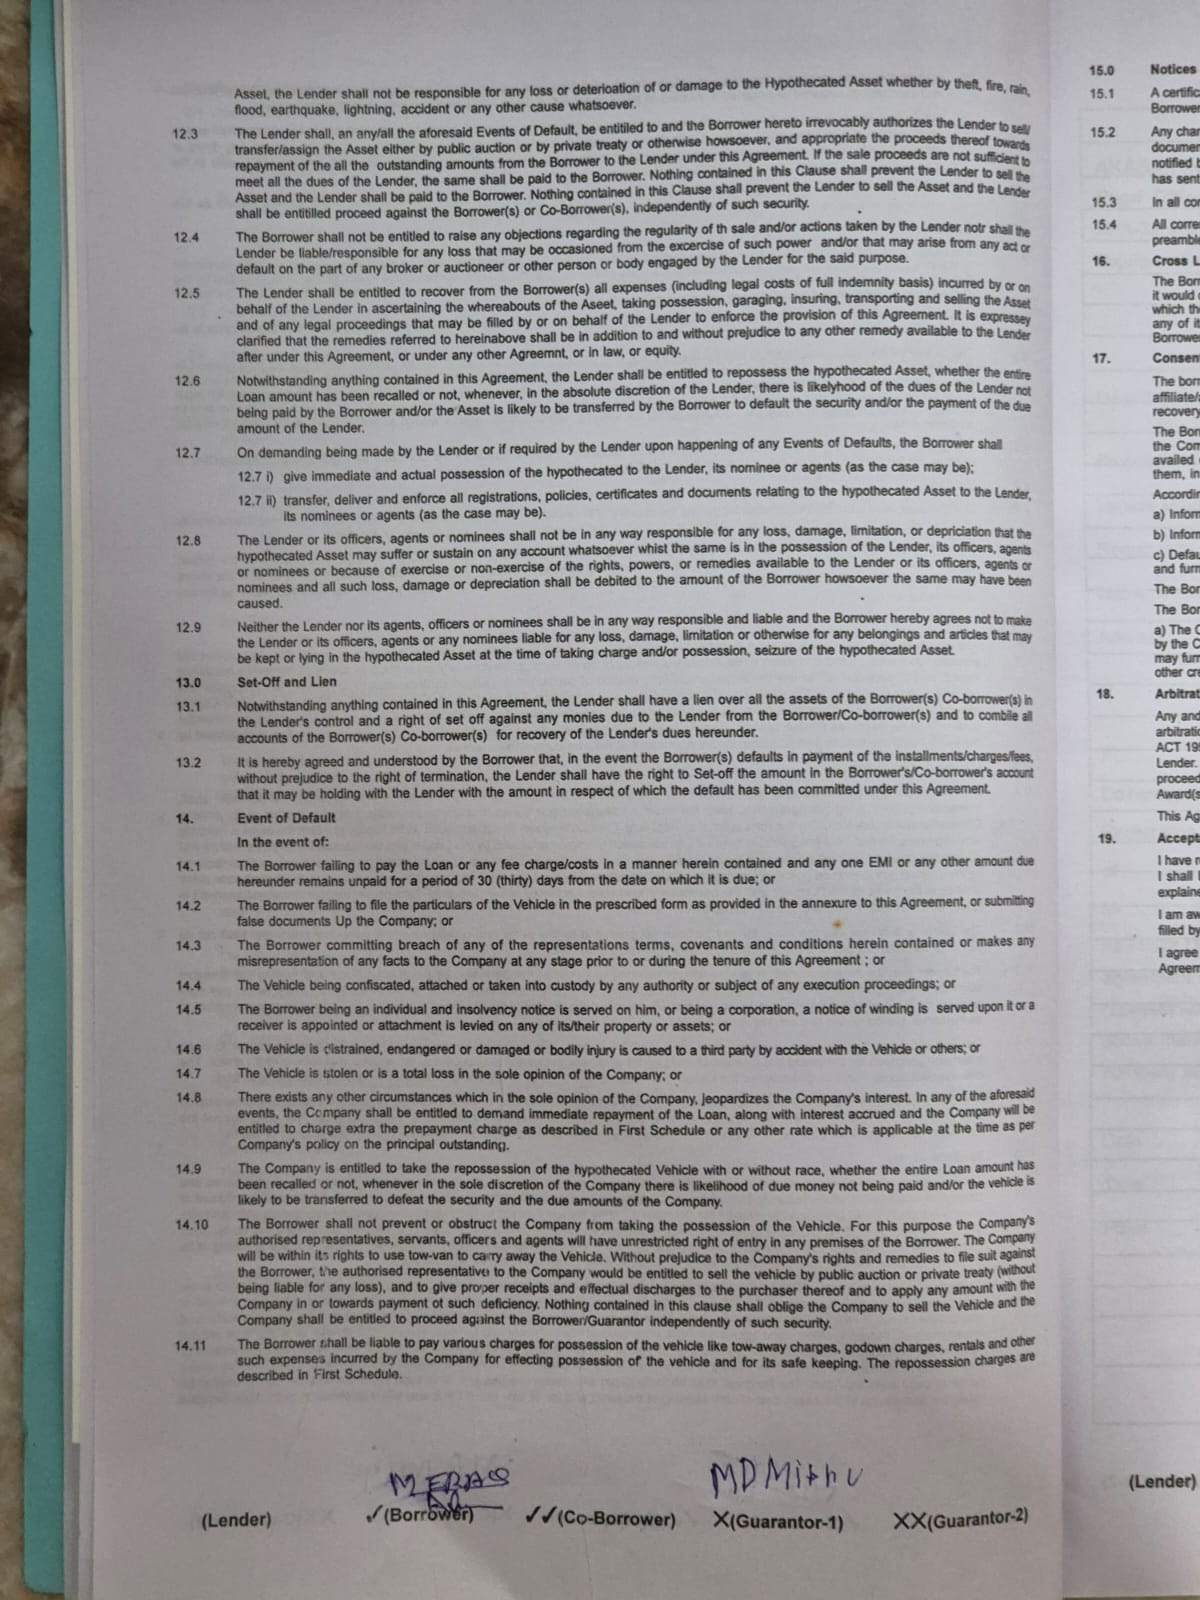 Asset, the Lender shall not be responsible for any loss or deterioation of or damage to the Hypothecated Asset whether by theft, fire, rain,
flood, earthquake, lightning, accident or any other cause whatsoever.
12.3 The Lender shall, an any/all the aforesaid Events of Default, be entitiled to and the Borrower hereto irrevocably authorizes the Lender to sell/
transfer/assign the Asset either by public auction or by private treaty or otherwise howsoever, and appropriate the proceeds thereof towards
repayment of the all the outstanding amounts from the Borrower to the Lender under this Agreement. If the sale proceeds are not sufficient to
meet all the dues of the Lender, the same shall be paid to the Borrower. Nothing contained in this Clause shall prevent the Lender to sell the
Asset and the Lender shall be paid to the Borrower. Nothing contained in this Clause shall prevent the Lender to sell the Asset and the Lender
shall be entitilled proceed against the Borrower(s) or Co-Borrower(s), independently of such security.
12.4 The Borrower shall not be entitled to raise any objections regarding the regularity of th sale and/or actions taken by the Lender notr shall the
Lender be liable/responsible for any loss that may be occasioned from the excercise of such power and/or that may arise from any act or
default on the part of any broker or auctioneer or other person or body engaged by the Lender for the said purpose.
12.5 The Lender shall be entitled to recover from the Borrower(s) all expenses (including legal costs of full indemnity basis) incurred by or on
behalf of the Lender in ascertaining the whereabouts of the Aseet, taking possession, garaging, insuring, transporting and selling the Asset
and of any legal proceedings that may be filled by or on behalf of the Lender to enforce the provision of this Agreement. It is expressey
clarified that the remedies referred to hereinabove shall be in addition to and without prejudice to any other remedy available to the Lender
after under this Agreement, or under any other Agreemnt, or in law, or equity.
12.6 Notwithstanding anything contained in this Agreement, the Lender shall be entitled to repossess the hypothecated Asset, whether the entire
Loan amount has been recalled or not, whenever, in the absolute discretion of the Lender, there is likelyhood of the dues of the Lender not
being paid by the Borrower and/or the Asset is likely to be transferred by the Borrower to default the security and/or the payment of the due
amount of the Lender.
12.7 On demanding being made by the Lender or if required by the Lender upon happening of any Events of Defaults, the Borrower shall
12.7 i) give immediate and actual possession of the hypothecated to the Lender, its nominee or agents (as the case may be);
12.7 ii) transfer, deliver and enforce all registrations, policies, certificates and documents relating to the hypothecated Asset to the Lender,
its nominees or agents (as the case may be).
12.8 The Lender or its officers, agents or nominees shall not be in any way responsible for any loss, damage, limitation, or depriciation that the
hypothecated Asset may suffer or sustain on any account whatsoever whist the same is in the possession of the Lender, its officers, agents
or nominees or because of exercise or non-exercise of the rights, powers, or remedies available to the Lender or its officers, agents or
nominees and all such loss, damage or depreciation shall be debited to the amount of the Borrower howsoever the same may have been
caused.
12.9 Neither the Lender nor its agents, officers or nominees shall be in any way responsible and liable and the Borrower hereby agrees not to make
the Lender or its officers, agents or any nominees liable for any loss, damage, limitation or otherwise for any belongings and articles that may
be kept or lying in the hypothecated Asset at the time of taking charge and/or possession, seizure of the hypothecated Asset.
13.0 Set-Off and Lien
13.1 Notwithstanding anything contained in this Agreement, the Lender shall have a lien over all the assets of the Borrower(s) Co-borrower(s) in
the Lender's control and a right of set off against any monies due to the Lender from the Borrower/Co-borrower(s) and to combile all
accounts of the Borrower(s) Co-borrower(s) for recovery of the Lender's dues hereunder.
13.2 It is hereby agreed and understood by the Borrower that, in the event the Borrower(s) defaults in payment of the installments/charges/fees,
without prejudice to the right of termination, the Lender shall have the right to Set-off the amount in the Borrower's/Co-borrower's account
that it may be holding with the Lender with the amount in respect of which the default has been committed under this Agreement.
14. Event of Default
In the event of:
14.1 The Borrower failing to pay the Loan or any fee charge/costs in a manner herein contained and any one EMI or any other amount due
hereunder remains unpaid for a period of 30 (thirty) days from the date on which it is due; or
14.2 The Borrower failing to file the particulars of the Vehicle in the prescribed form as provided in the annexure to this Agreement, or submitting
false documents Up the Company; or
14.3 The Borrower committing breach of any of the representations terms, covenants and conditions herein contained or makes any
misrepresentation of any facts to the Company at any stage prior to or during the tenure of this Agreement ; or
14.4 The Vehicle being confiscated, attached or taken into custody by any authority or subject of any execution proceedings; or
14.5 The Borrower being an individual and insolvency notice is served on him, or being a corporation, a notice of winding is served upon it or a
receiver is appointed or attachment is levied on any of its/their property or assets; or
14.6 The Vehicle is distrained, endangered or damaged or bodily injury is caused to a third party by accident with the Vehicle or others; or
14.7 The Vehicle is stolen or is a total loss in the sole opinion of the Company; or
14.8 There exists any other circumstances which in the sole opinion of the Company, jeopardizes the Company's interest. In any of the aforesaid
events, the Company shall be entitled to demand immediate repayment of the Loan, along with interest accrued and the Company will be
entitled to charge extra the prepayment charge as described in First Schedule or any other rate which is applicable at the time as per
Company's policy on the principal outstanding.
14.9 The Company is entitled to take the repossession of the hypothecated Vehicle with or without race, whether the entire Loan amount has
been recalled or not, whenever in the sole discretion of the Company there is likelihood of due money not being paid and/or the vehicle is
likely to be transferred to defeat the security and the due amounts of the Company.
14.10 The Borrower shall not prevent or obstruct the Company from taking the possession of the Vehicle. For this purpose the Company's
authorised representatives, servants, officers and agents will have unrestricted right of entry in any premises of the Borrower. The Company
will be within its rights to use tow-van to carry away the Vehicle. Without prejudice to the Company's rights and remedies to file suit against
the Borrower, the authorised representative to the Company would be entitled to sell the vehicle by public auction or private treaty (without
being liable for any loss), and to give proper receipts and effectual discharges to the purchaser thereof and to apply any amount with the
Company in or towards payment ot such deficiency. Nothing contained in this clause shall oblige the Company to sell the Vehicle and the
Company shall be entitled to proceed against the Borrower/Guarantor independently of such security.
14.11 The Borrower shall be liable to pay various charges for possession of the vehicle like tow-away charges, godown charges, rentals and other
such expenses incurred by the Company for effecting possession of the vehicle and for its safe keeping. The repossession charges are
described in First Schedule.
MD Mithu
(Lender) ✓(Borrower) ✓✓(Co-Borrower) X(Guarantor-1) XX(Guarantor-2)
15.0 Notices
15.1 A certific
Borrower
15.2 Any char
documen
notified b
has sent
15.3 In all cor
15.4 All corre
preamble
16. Cross L
The Borr
it would
which th
any of it
Borrower
17. Consen
The borr
affiliate/
recovery
The Bor
the Com
availed
them, in
Accordin
a) Inform
b) Inform
c) Defau
and furn
The Bor
The Bor
a) The C
by the C
may furn
other cre
18. Arbitrat
Any and
arbitratio
ACT 199
Lender.
proceed
Award(s
This Ag
19. Accept
I have r
I shall
explaine
I am aw
filled by
I agree
Agreem
(Lender)